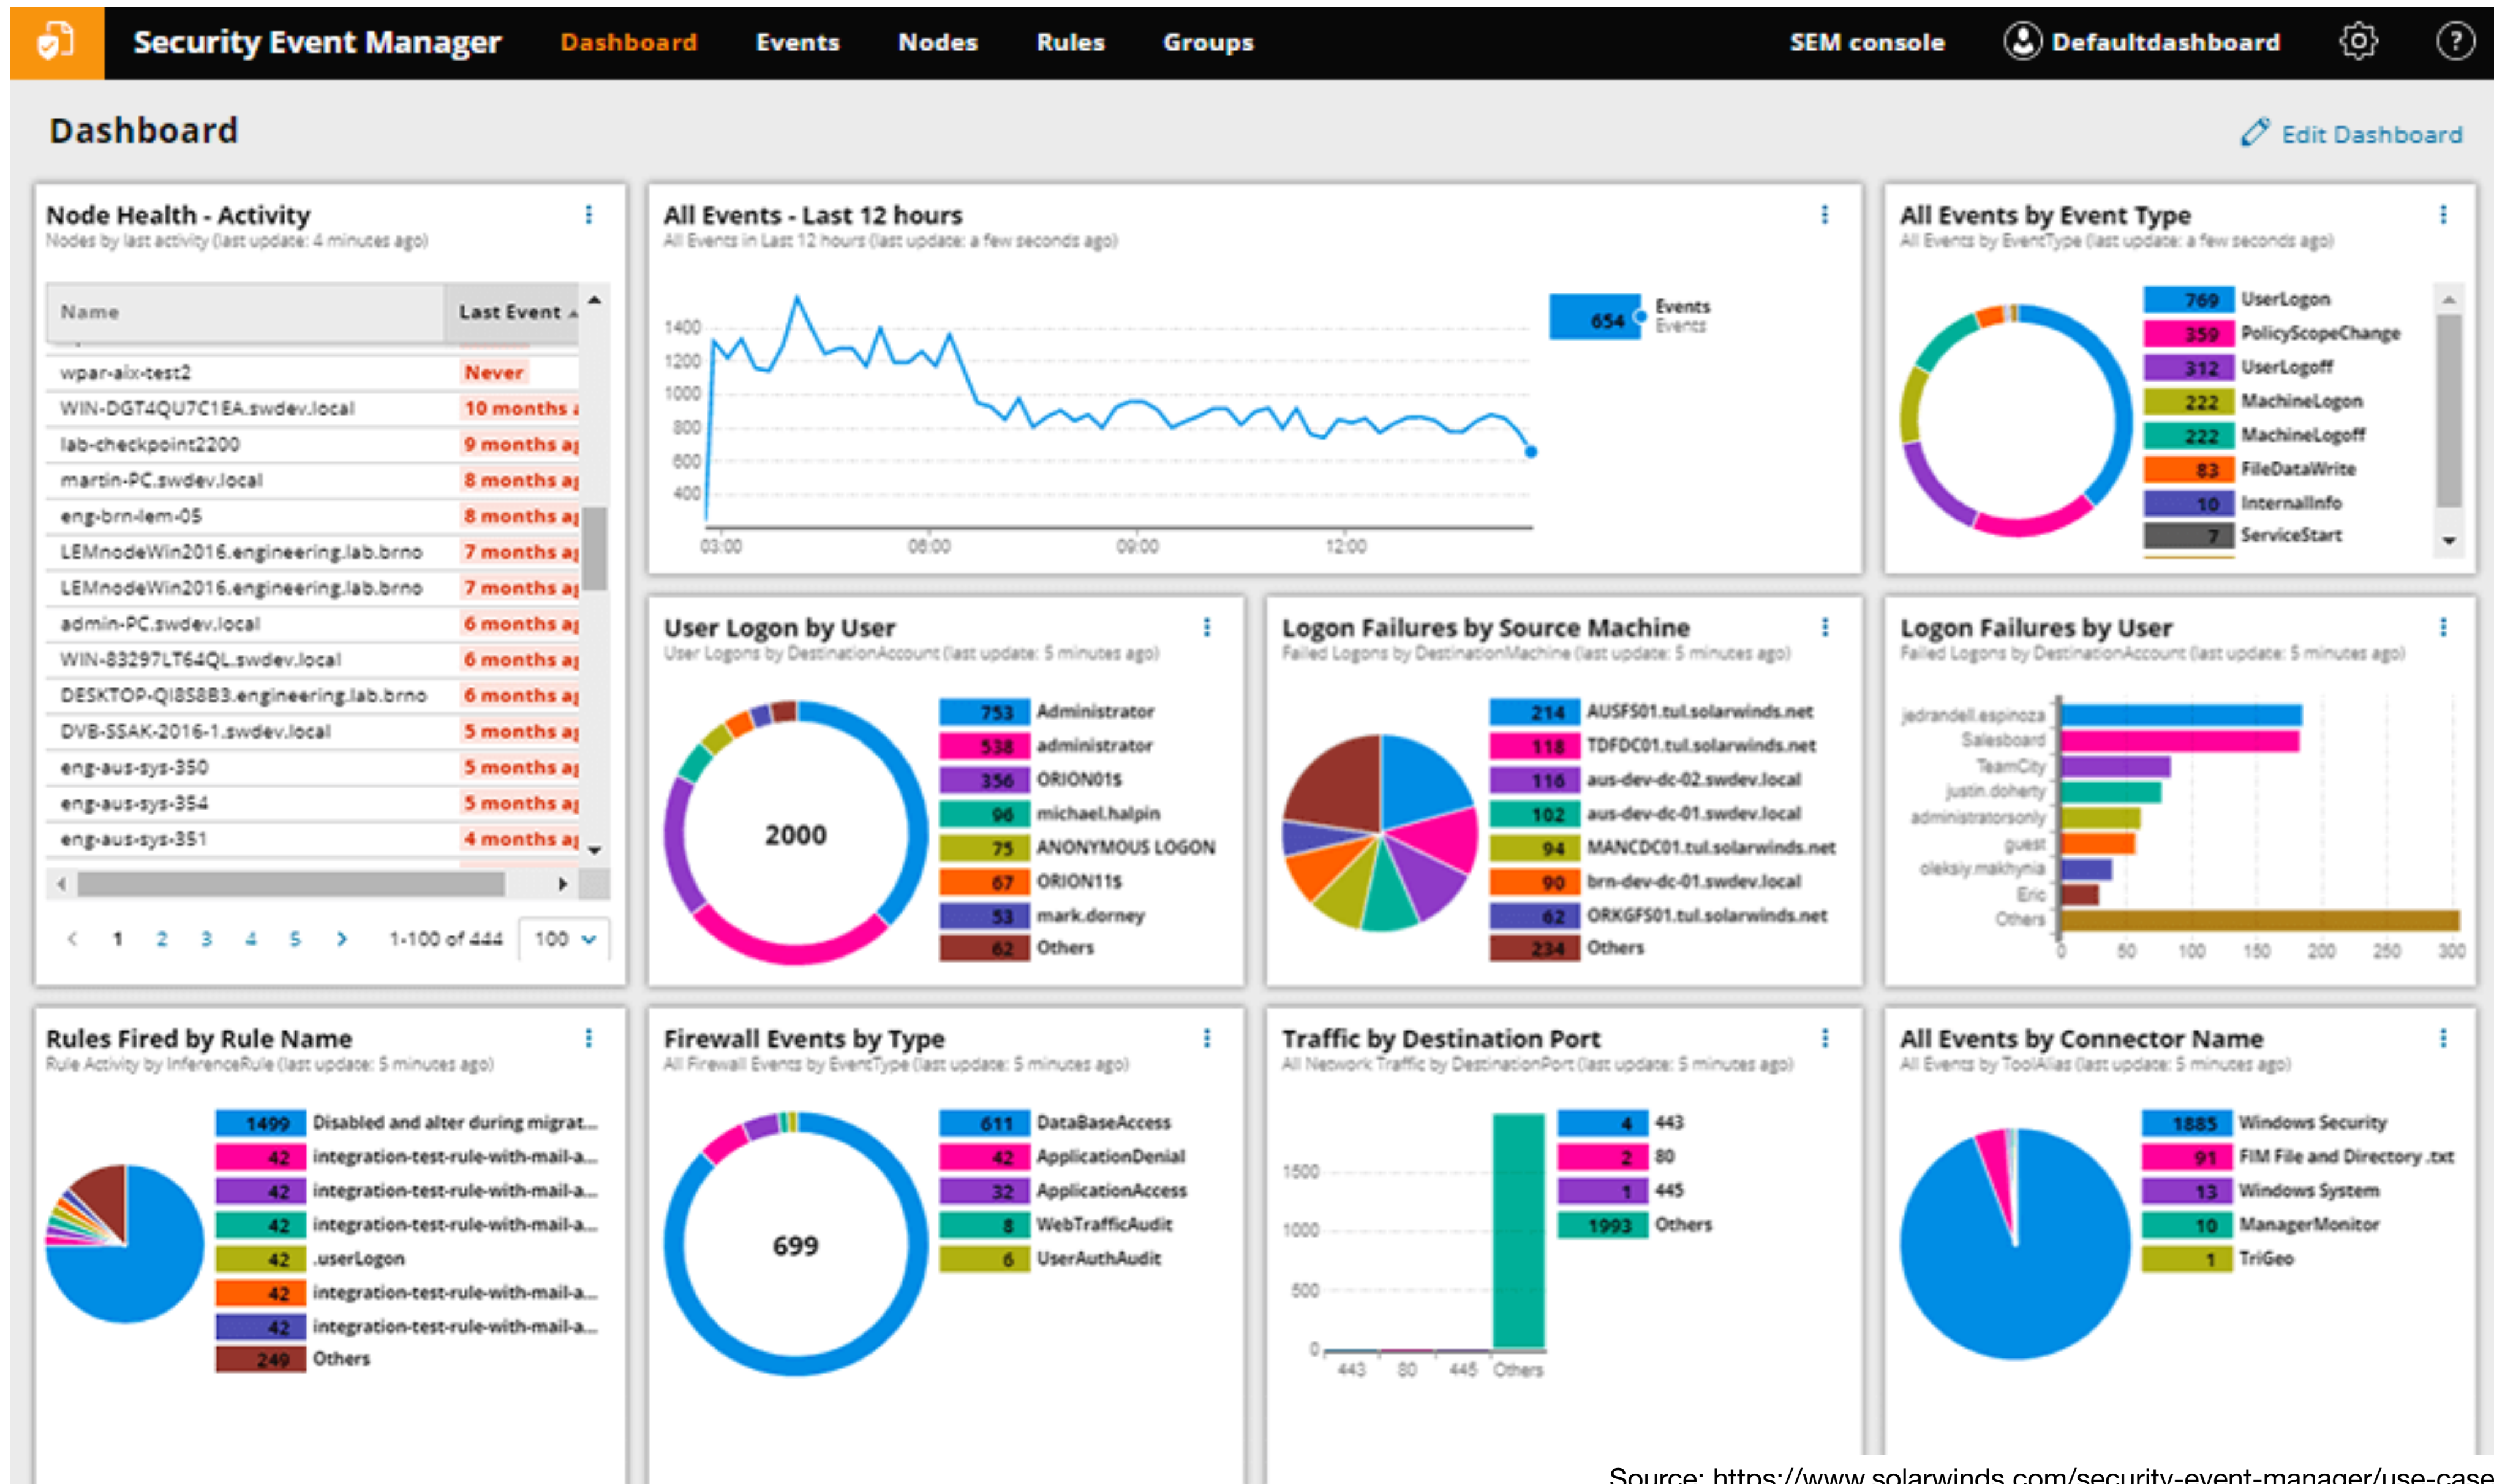 Security Event Manager
Dashboard
Events
Nodes
Rules
Groups
SEM console
Defaultdashboard
?
Dashboard
Edit Dashboard
Node Health - Activity
Nodes by last activity (last update: 4 minutes ago)
Name Last Event
wpar-aix-test2 Never
WIN-DGT4QU7C1EA.swdev.local 10 months a
lab-checkpoint2200 9 months ag
martin-PC.swdev.local 8 months ag
eng-brn-lem-05 8 months ag
LEMnodeWin2016.engineering.lab.brno 7 months ag
LEMnodeWin2016.engineering.lab.brno 7 months ag
admin-PC.swdev.local 6 months ag
WIN-83297LT64QL.swdev.local 6 months ag
DESKTOP-QI8S8B3.engineering.lab.brno 6 months ag
DVB-SSAK-2016-1.swdev.local 5 months ag
eng-aus-sys-350 5 months ag
eng-aus-sys-354 5 months ag
eng-aus-sys-351 4 months ag
< 1 2 3 4 5 > 1-100 of 444 100
All Events - Last 12 hours
All Events in Last 12 hours (last update: a few seconds ago)
1400
1200
1000
800
600
400
03:00 06:00 09:00 12:00
654 Events
Events
All Events by Event Type
All Events by EventType (last update: a few seconds ago)
769 UserLogon
359 PolicyScopeChange
312 UserLogoff
222 MachineLogon
222 MachineLogoff
83 FileDataWrite
10 InternalInfo
7 ServiceStart
User Logon by User
User Logons by DestinationAccount (last update: 5 minutes ago)
2000
753 Administrator
538 administrator
356 ORION01$
96 michael.halpin
75 ANONYMOUS LOGON
67 ORION11$
53 mark.dorney
62 Others
Logon Failures by Source Machine
Failed Logons by DestinationMachine (last update: 5 minutes ago)
214 AUSFS01.tul.solarwinds.net
118 TDFDC01.tul.solarwinds.net
116 aus-dev-dc-02.swdev.local
102 aus-dev-dc-01.swdev.local
94 MANCDC01.tul.solarwinds.net
90 brn-dev-dc-01.swdev.local
62 ORKGFS01.tul.solarwinds.net
234 Others
Logon Failures by User
Failed Logons by DestinationAccount (last update: 5 minutes ago)
jedrandell.espinoza
Salesboard
TeamCity
justin.doherty
administratorsonly
guest
oleksiy.makhynia
Eric
Others
0 50 100 150 200 250 300
Rules Fired by Rule Name
Rule Activity by InferenceRule (last update: 5 minutes ago)
1499 Disabled and alter during migrat...
42 integration-test-rule-with-mail-a...
42 integration-test-rule-with-mail-a...
42 integration-test-rule-with-mail-a...
42 .userLogon
42 integration-test-rule-with-mail-a...
42 integration-test-rule-with-mail-a...
249 Others
Firewall Events by Type
All Firewall Events by EventType (last update: 5 minutes ago)
699
611 DataBaseAccess
42 ApplicationDenial
32 ApplicationAccess
8 WebTrafficAudit
6 UserAuthAudit
Traffic by Destination Port
All Network Traffic by DestinationPort (last update: 5 minutes ago)
1500
1000
500
0
443 80 445 Others
4 443
2 80
1 445
1993 Others
All Events by Connector Name
All Events by ToolAlias (last update: 5 minutes ago)
1885 Windows Security
91 FIM File and Directory .txt
13 Windows System
10 ManagerMonitor
1 TriGeo
Source: https://www.solarwinds.com/security-event-manager/use-case